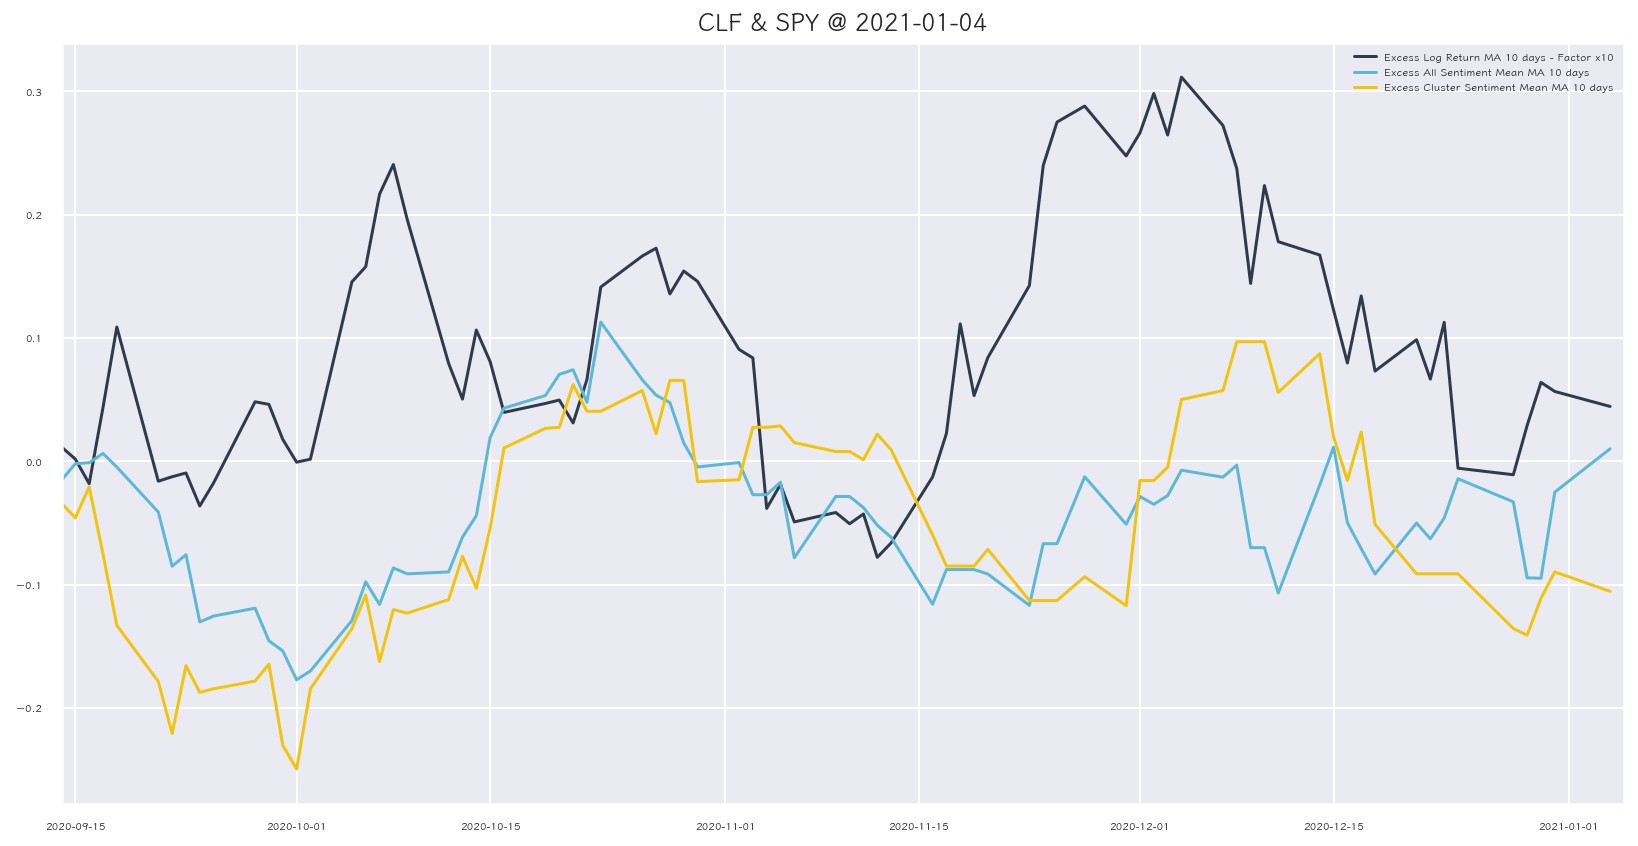 CLF & SPY @ 2021-01-04
Excess Log Return MA 10 days - Factor x10
Excess All Sentiment Mean MA 10 days
Excess Cluster Sentiment Mean MA 10 days
0.3
0.2
0.1
0.0
−0.1
−0.2
2020-09-15 2020-10-01 2020-10-15 2020-11-01 2020-11-15 2020-12-01 2020-12-15 2021-01-01